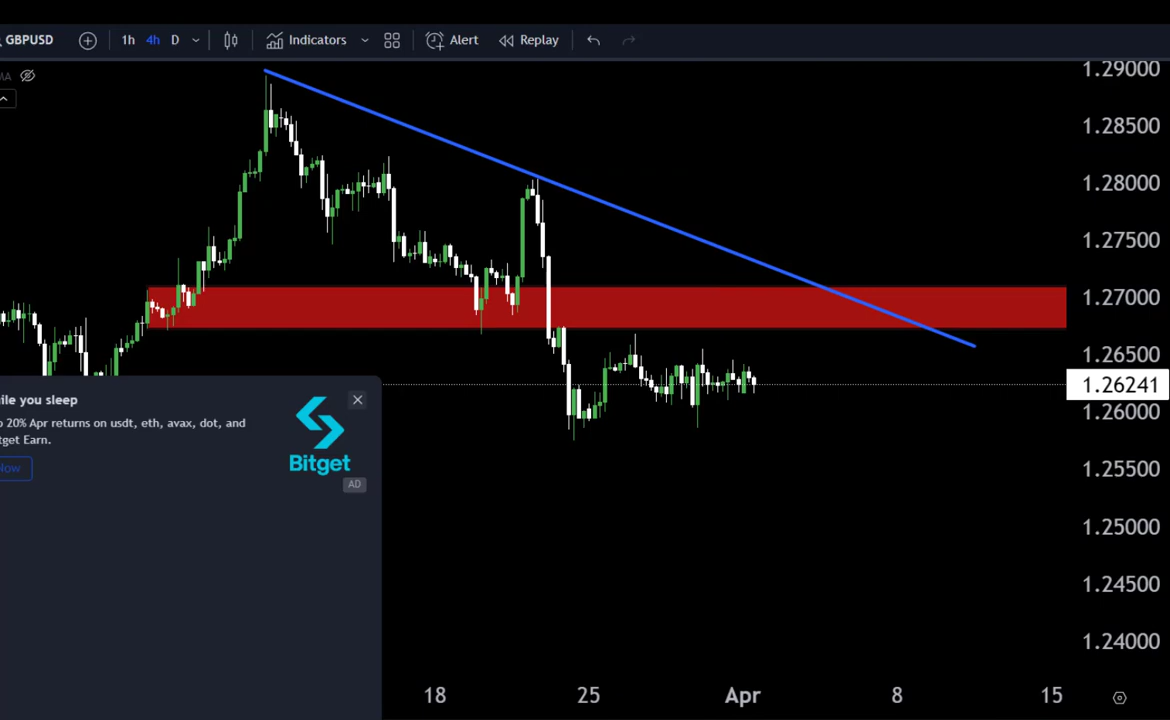 GBPUSD 1h 4h D Indicators Alert Replay
MA
1.29000
1.28500
1.28000
1.27500
1.27000
1.26500
1.26241
1.26000
1.25500
1.25000
1.24500
1.24000
ile you sleep
20% Apr returns on usdt, eth, avax, dot, and
tget Earn.
Now
Bitget
AD
18 25 Apr 8 15